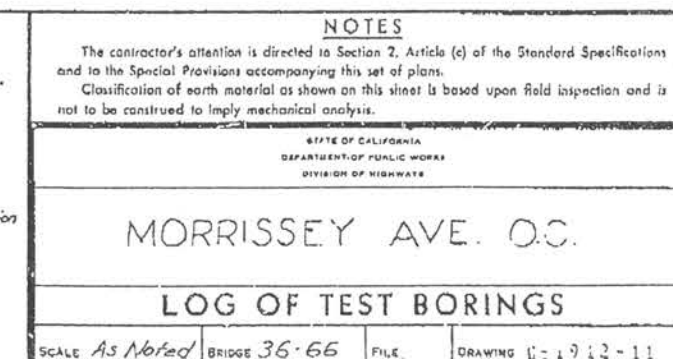 NOTES
The contractor's attention is directed to Section 2, Article (c) of the Standard Specifications
and to the Special Provisions accompanying this set of plans.
Classification of earth material as shown on this sheet is based upon field inspection and is
not to be construed to imply mechanical analysis.
STATE OF CALIFORNIA
DEPARTMENT OF PUBLIC WORKS
DIVISION OF HIGHWAYS
MORRISSEY AVE. O.C.
LOG OF TEST BORINGS
SCALE As Noted BRIDGE 36-66 FILE DRAWING